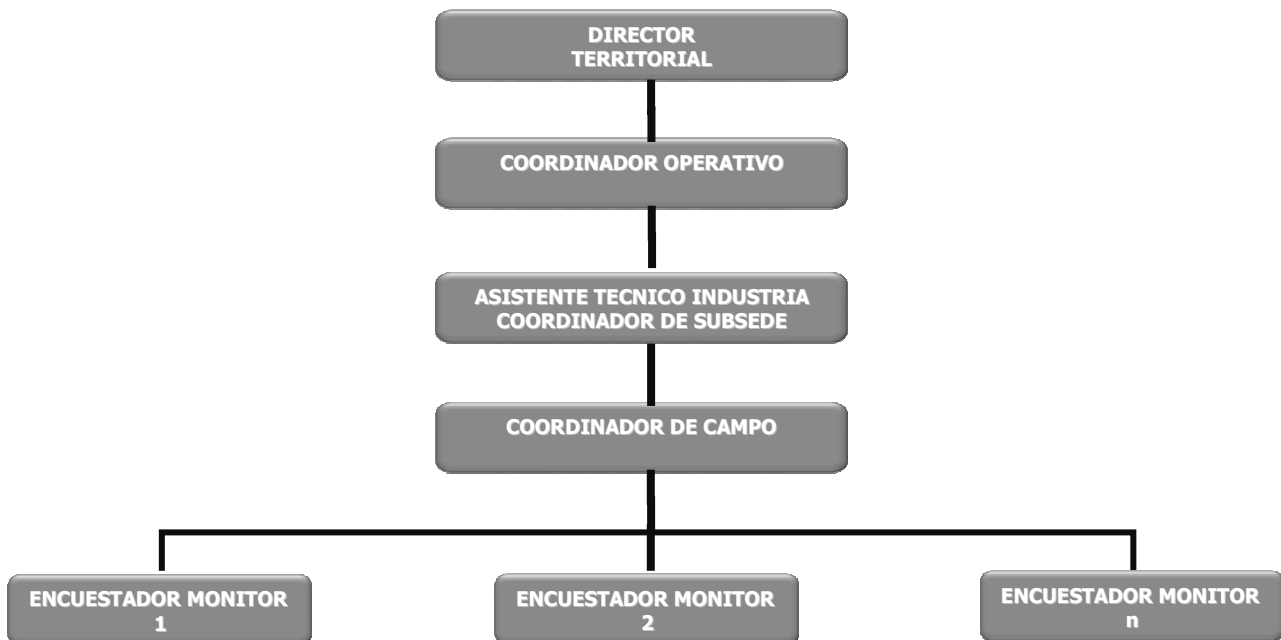 DIRECTOR
TERRITORIAL
COORDINADOR OPERATIVO
ASISTENTE TECNICO INDUSTRIA
COORDINADOR DE SUBSEDE
COORDINADOR DE CAMPO
ENCUESTADOR MONITOR
1
ENCUESTADOR MONITOR
2
ENCUESTADOR MONITOR
n